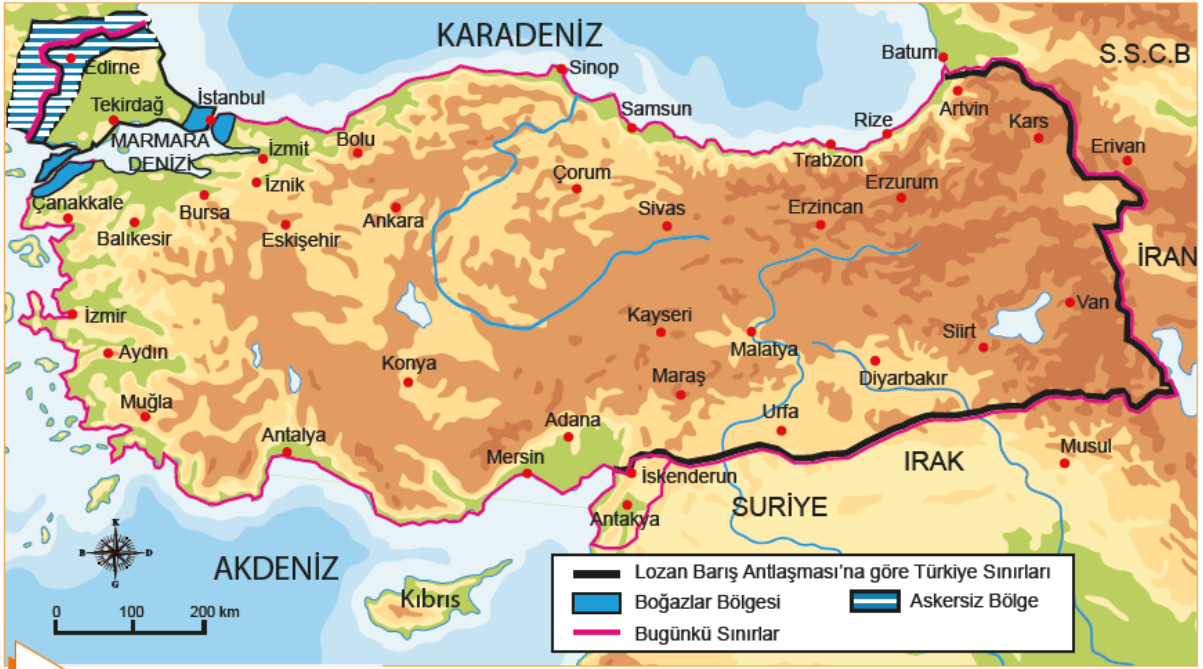 KARADENİZ
Batum
S.S.C.B
Edirne
Sinop
Tekirdağ
İstanbul
Samsun
Artvin
Rize
Kars
MARMARA
DENİZİ
İzmit
Bolu
Trabzon
Erivan
İznik
Çorum
Erzurum
Çanakkale
Bursa
Ankara
Sivas
Erzincan
Balıkesir
Eskişehir
İRAN
Van
İzmir
Kayseri
Siirt
Malatya
Aydın
Konya
Maraş
Diyarbakır
Muğla
Adana
Urfa
Antalya
Mersin
Musul
İskenderun
IRAK
SURİYE
Antakya
K
B
D
G
AKDENİZ
Kıbrıs
0 100 200 km
Lozan Barış Antlaşması'na göre Türkiye Sınırları
Boğazlar Bölgesi
Askersiz Bölge
Bugünkü Sınırlar